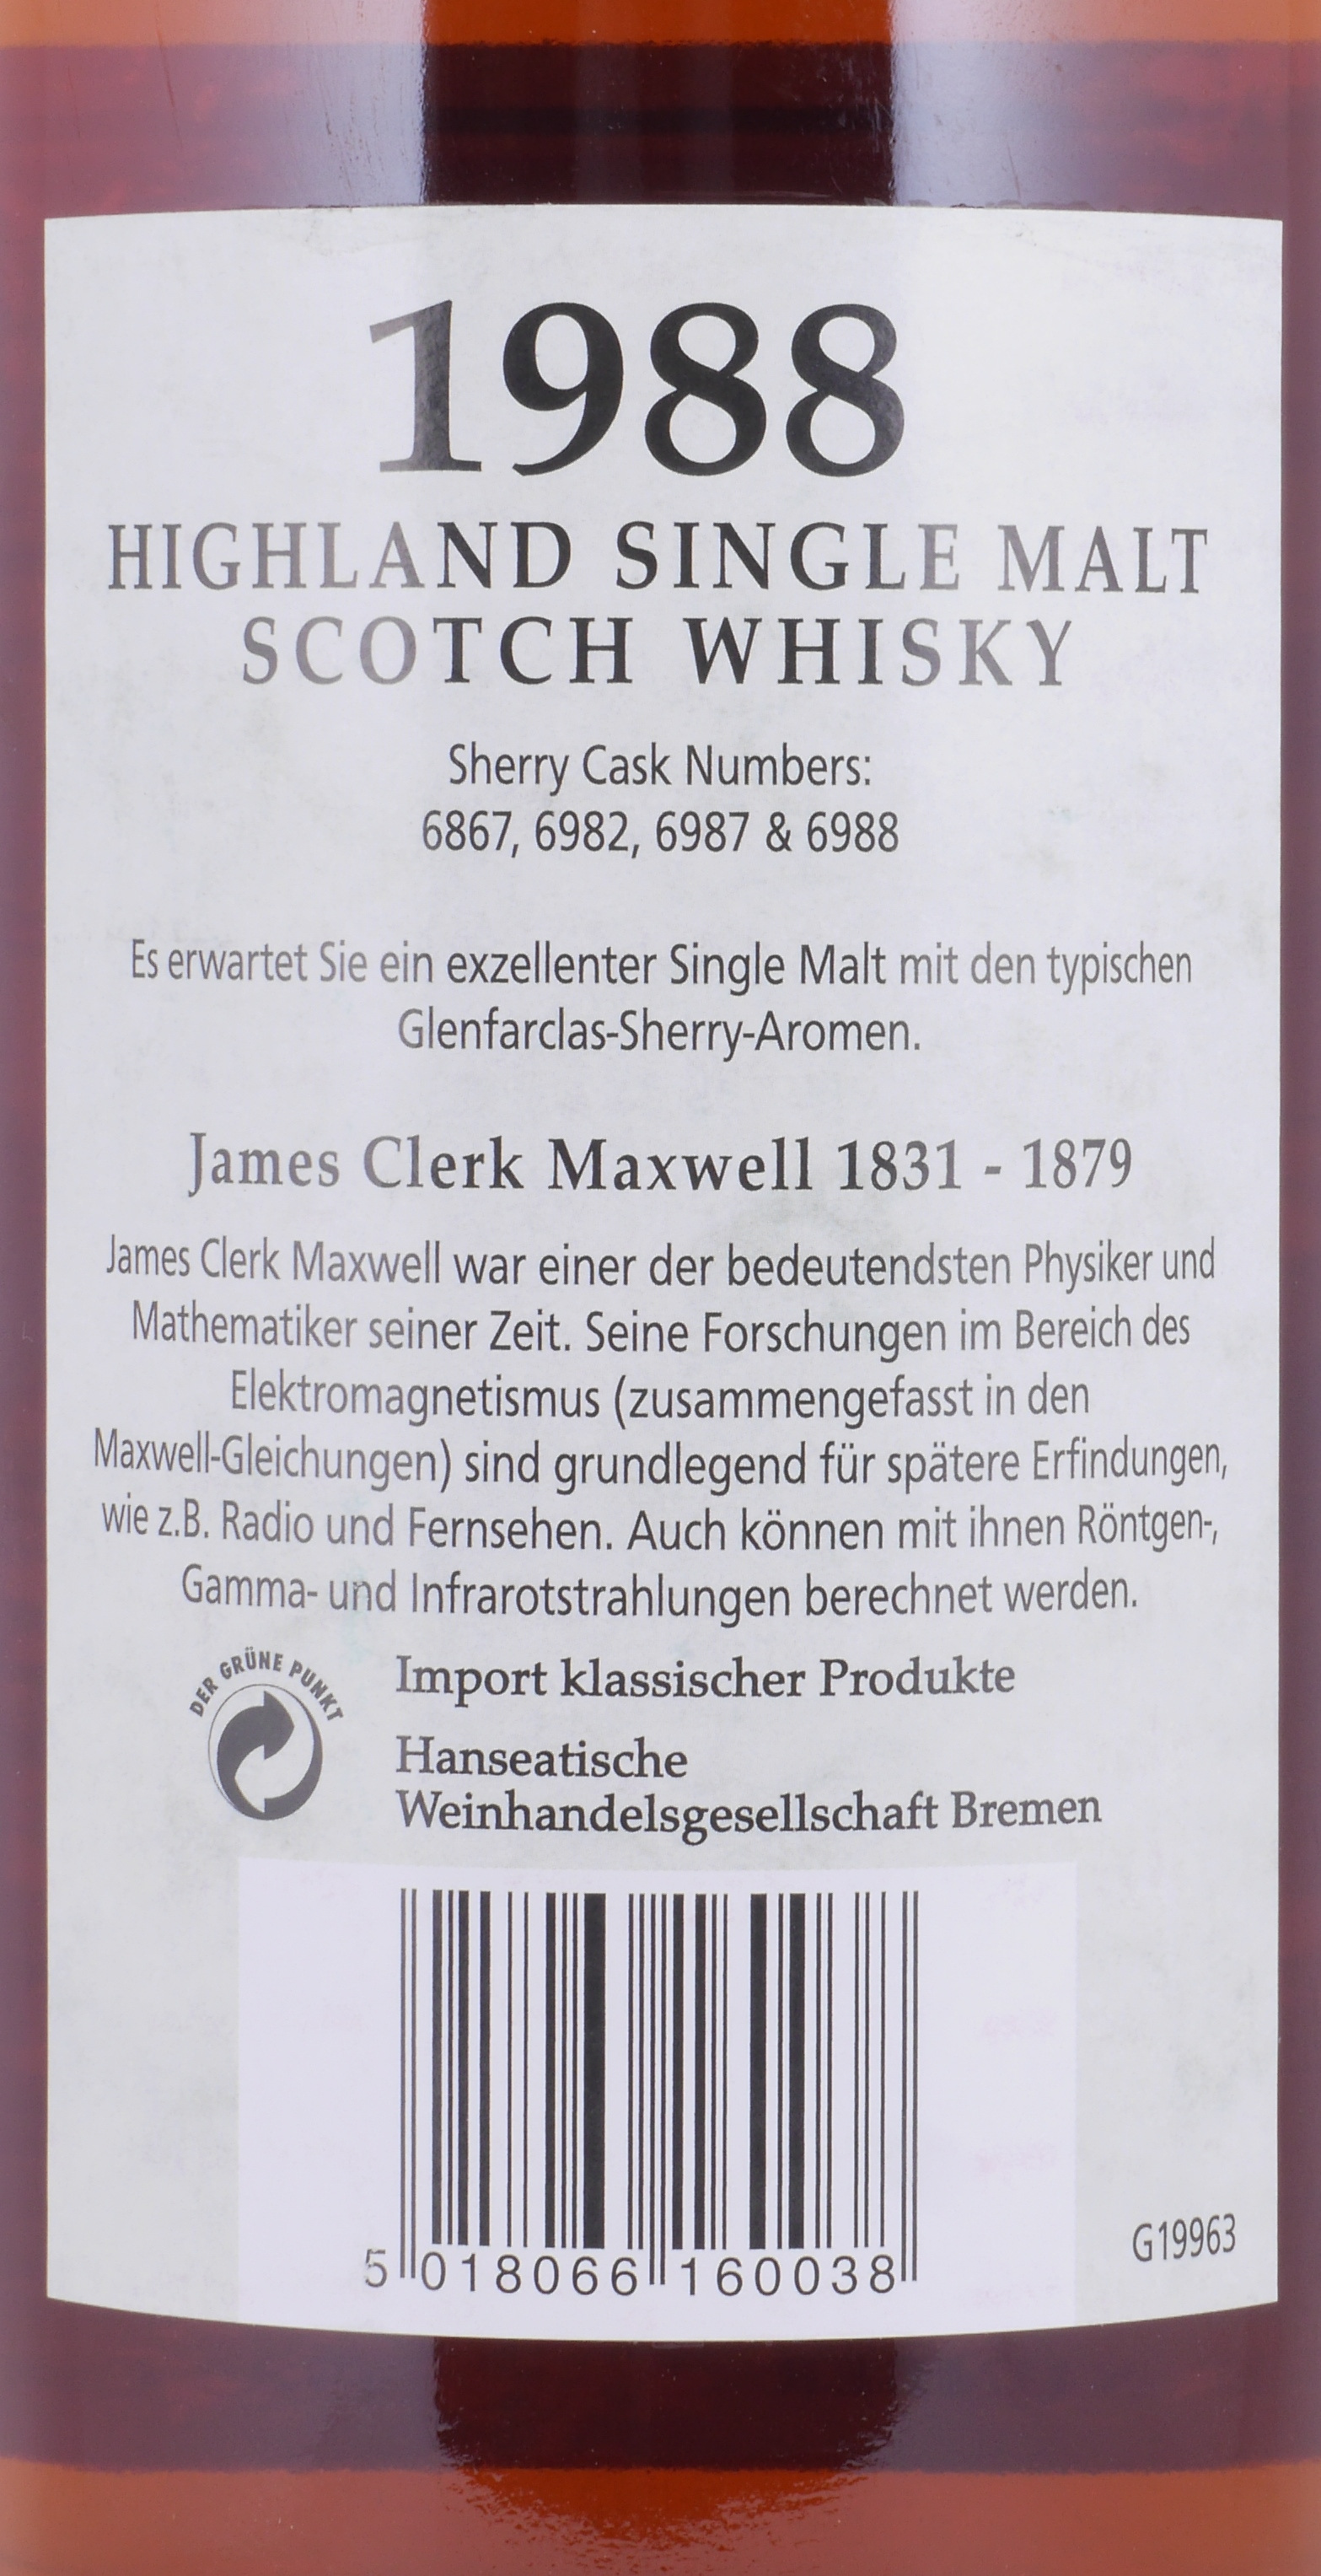 1988
HIGHLAND SINGLE MALT
SCOTCH WHISKY
Sherry Cask Numbers:
6867, 6982, 6987 & 6988
Es erwartet Sie ein exzellenter Single Malt mit den typischen
Glenfarclas-Sherry-Aromen.
James Clerk Maxwell 1831 - 1879
James Clerk Maxwell war einer der bedeutendsten Physiker und
Mathematiker seiner Zeit. Seine Forschungen im Bereich des
Elektromagnetismus (zusammengefasst in den
Maxwell-Gleichungen) sind grundlegend für spätere Erfindungen,
wie z.B. Radio und Fernsehen. Auch können mit ihnen Röntgen-,
Gamma- und Infrarotstrahlungen berechnet werden.
DER GRÜNE PUNKT
Import klassischer Produkte
Hanseatische
Weinhandelsgesellschaft Bremen
5 018066 160038
G19963